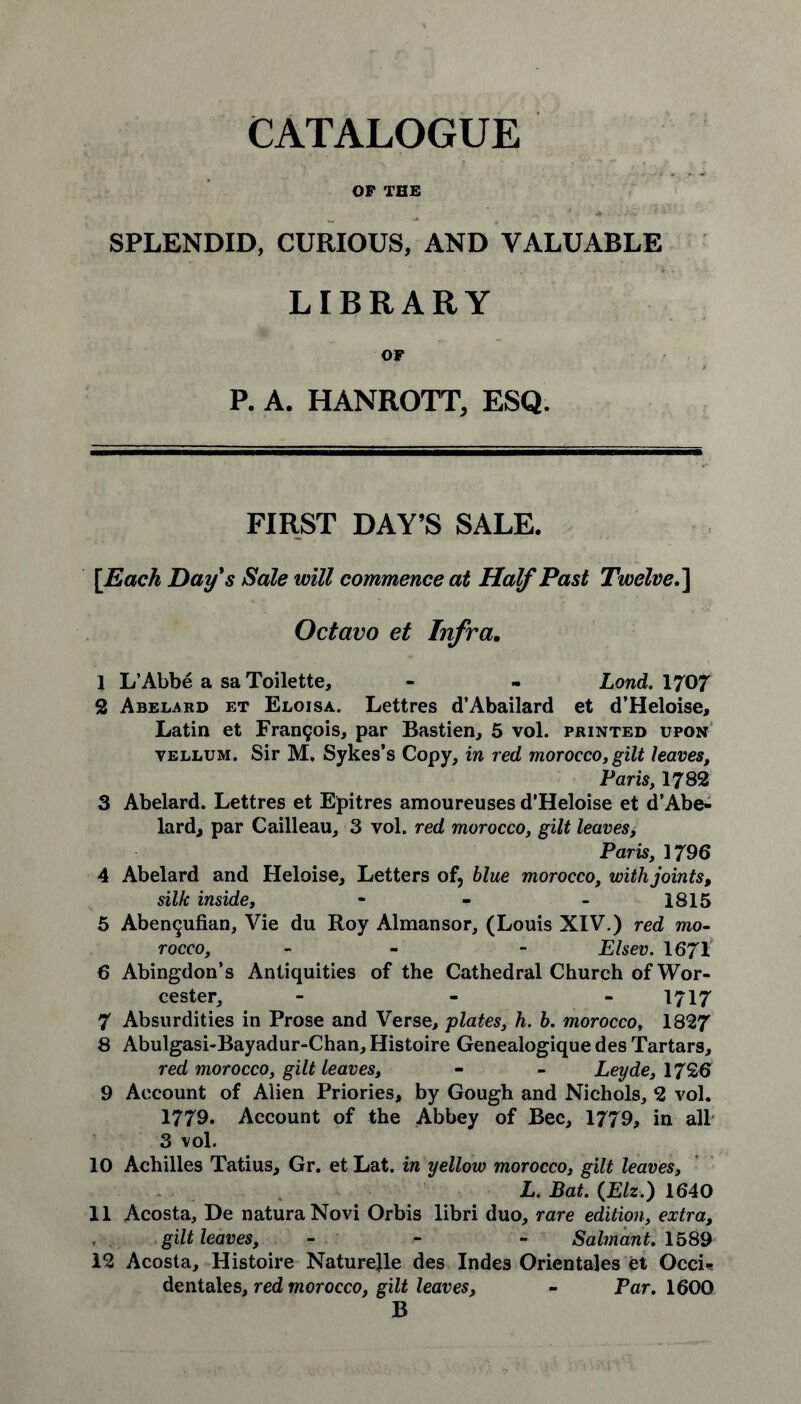 CATALOGUE
OF THE
SPLENDID, CURIOUS, AND VALUABLE
LIBRARY
OF
P. A. HANROTT, ESQ.
FIRST DAY'S SALE.
[Each Day's Sale will commence at Half Past Twelve.]
Octavo et Infra.
1 L'Abbé a sa Toilette, - - Lond. 1707
2 Abelard et Eloisa. Lettres d'Abailard et d'Heloise,
Latin et François, par Bastien, 5 vol. printed upon
vellum. Sir M. Sykes's Copy, in red morocco, gilt leaves,
Paris, 1782
3 Abelard. Lettres et Epitres amoureuses d'Heloise et d'Abe-
lard, par Cailleau, 3 vol. red morocco, gilt leaves,
Paris, 1796
4 Abelard and Heloise, Letters of, blue morocco, with joints,
silk inside, - - - 1815
5 Abençufian, Vie du Roy Almansor, (Louis XIV.) red mo-
rocco, - - - Elsev. 1671
6 Abingdon's Antiquities of the Cathedral Church of Wor-
cester, - - - 1717
7 Absurdities in Prose and Verse, plates, h. b. morocco, 1827
8 Abulgasi-Bayadur-Chan, Histoire Genealogique des Tartars,
red morocco, gilt leaves, - - Leyde, 1726
9 Account of Alien Priories, by Gough and Nichols, 2 vol.
1779. Account of the Abbey of Bec, 1779, in all
3 vol.
10 Achilles Tatius, Gr. et Lat. in yellow morocco, gilt leaves,
L. Bat. (Elz.) 1640
11 Acosta, De natura Novi Orbis libri duo, rare edition, extra,
gilt leaves, - - - Salmant. 1589
12 Acosta, Histoire Naturelle des Indes Orientales et Occi-
dentales, red morocco, gilt leaves, - Par. 1600
B